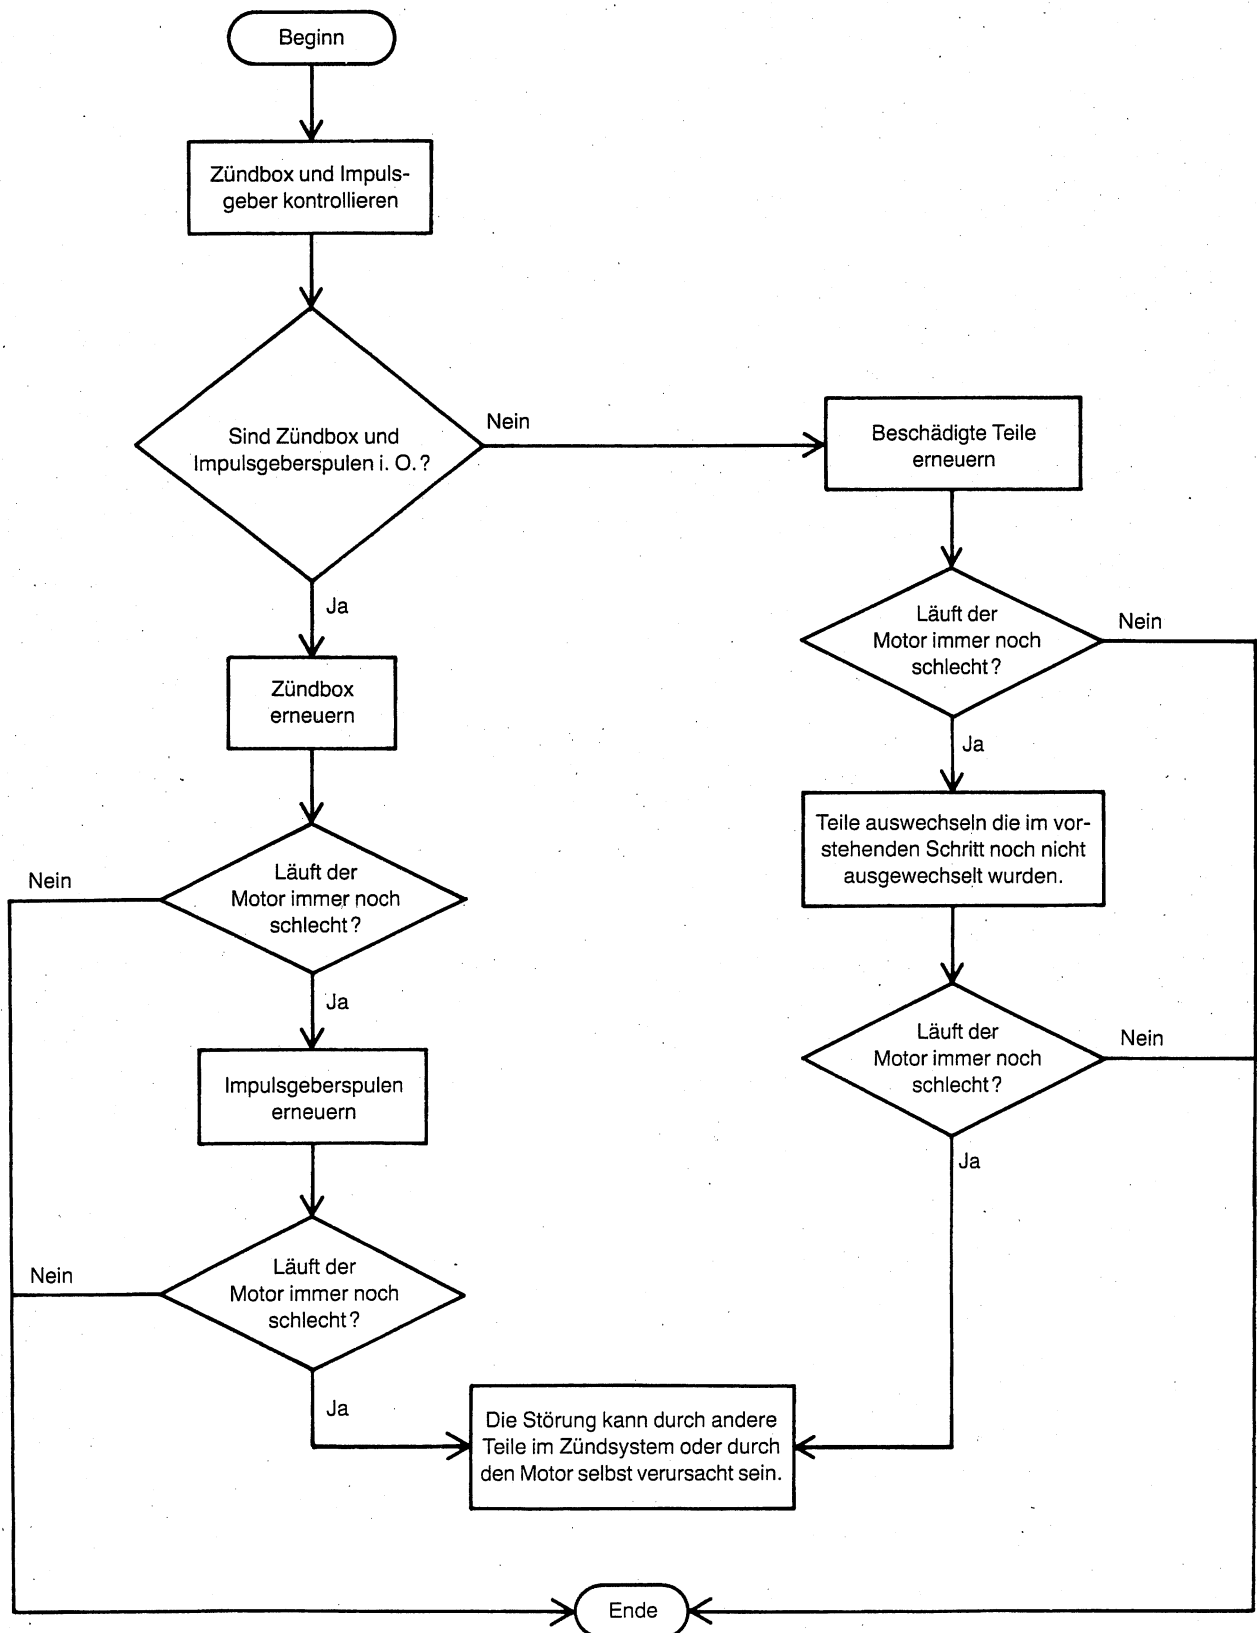 Beginn
Zündbox und Impuls-
geber kontrollieren
Sind Zündbox und
Impulsgeberspulen i. O.?
Nein
Beschädigte Teile
erneuern
Ja
Läuft der
Motor immer noch
schlecht?
Nein
Zündbox
erneuern
Ja
Teile auswechseln die im vor-
stehenden Schritt noch nicht
ausgewechselt wurden.
Läuft der
Motor immer noch
schlecht?
Nein
Ja
Läuft der
Motor immer noch
schlecht?
Nein
Impulsgeberspulen
erneuern
Ja
Läuft der
Motor immer noch
schlecht?
Nein
Ja
Die Störung kann durch andere
Teile im Zündsystem oder durch
den Motor selbst verursacht sein.
Ende